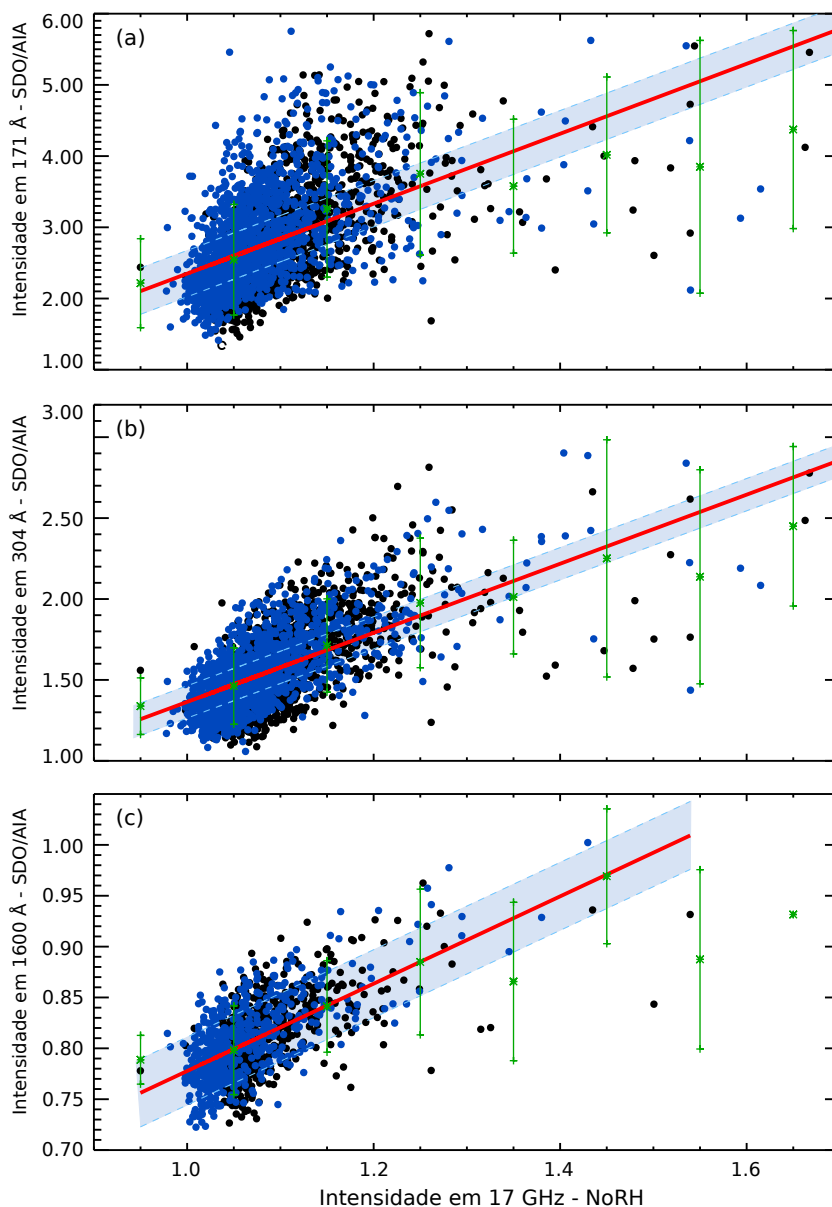 (a)
6.00
5.00
4.00
3.00
2.00
1.00
Intensidade em 171 Å - SDO/AIA
(b)
3.00
2.50
2.00
1.50
1.00
Intensidade em 304 Å - SDO/AIA
(c)
1.00
0.95
0.90
0.85
0.80
0.75
0.70
Intensidade em 1600 Å - SDO/AIA
1.0 1.2 1.4 1.6
Intensidade em 17 GHz - NoRH